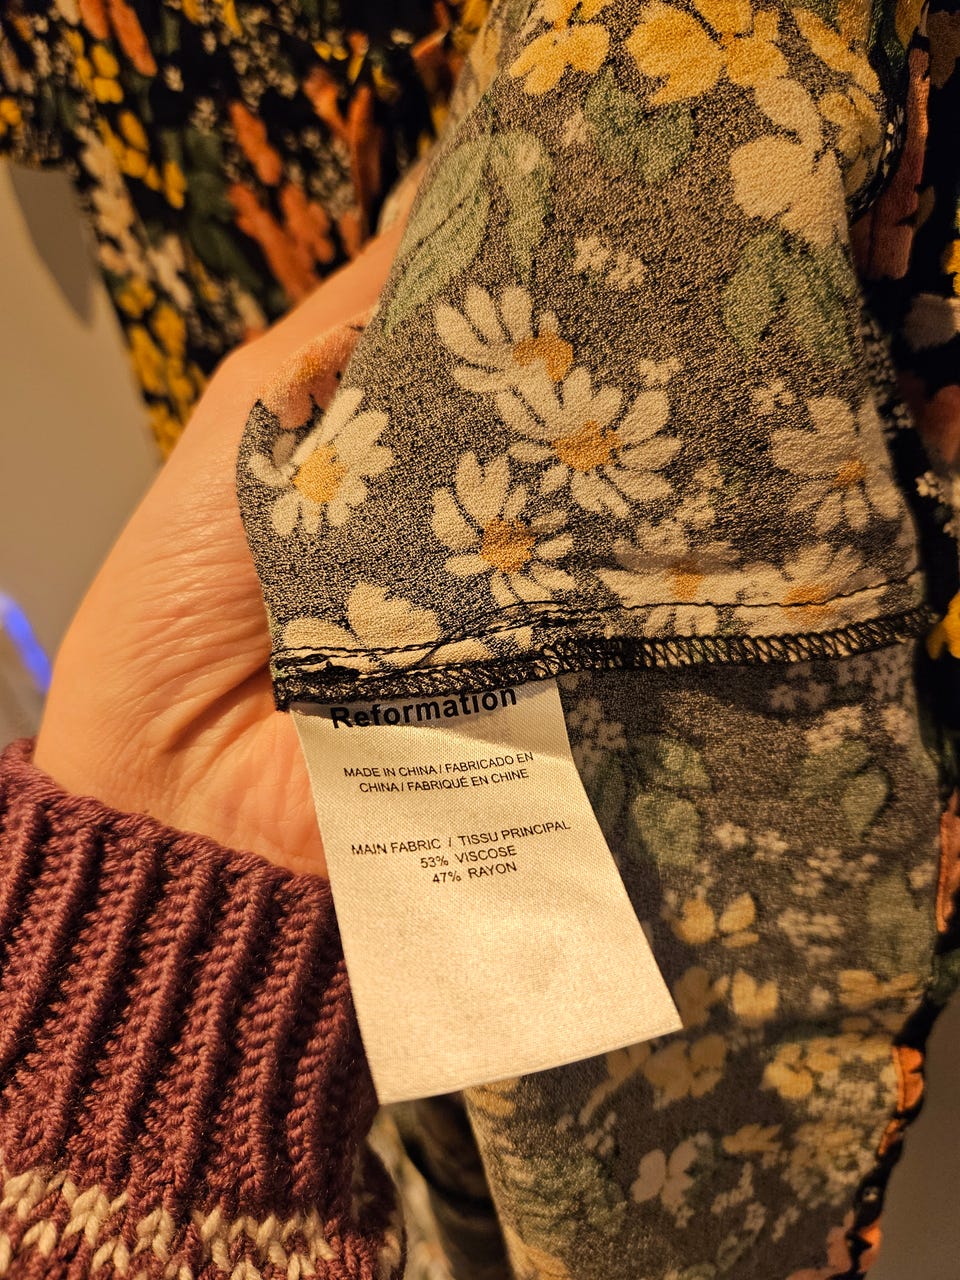 Reformation
MADE IN CHINA / FABRICADO EN
CHINA / FABRIQUÉ EN CHINE
MAIN FABRIC / TISSU PRINCIPAL
53% VISCOSE
47% RAYON